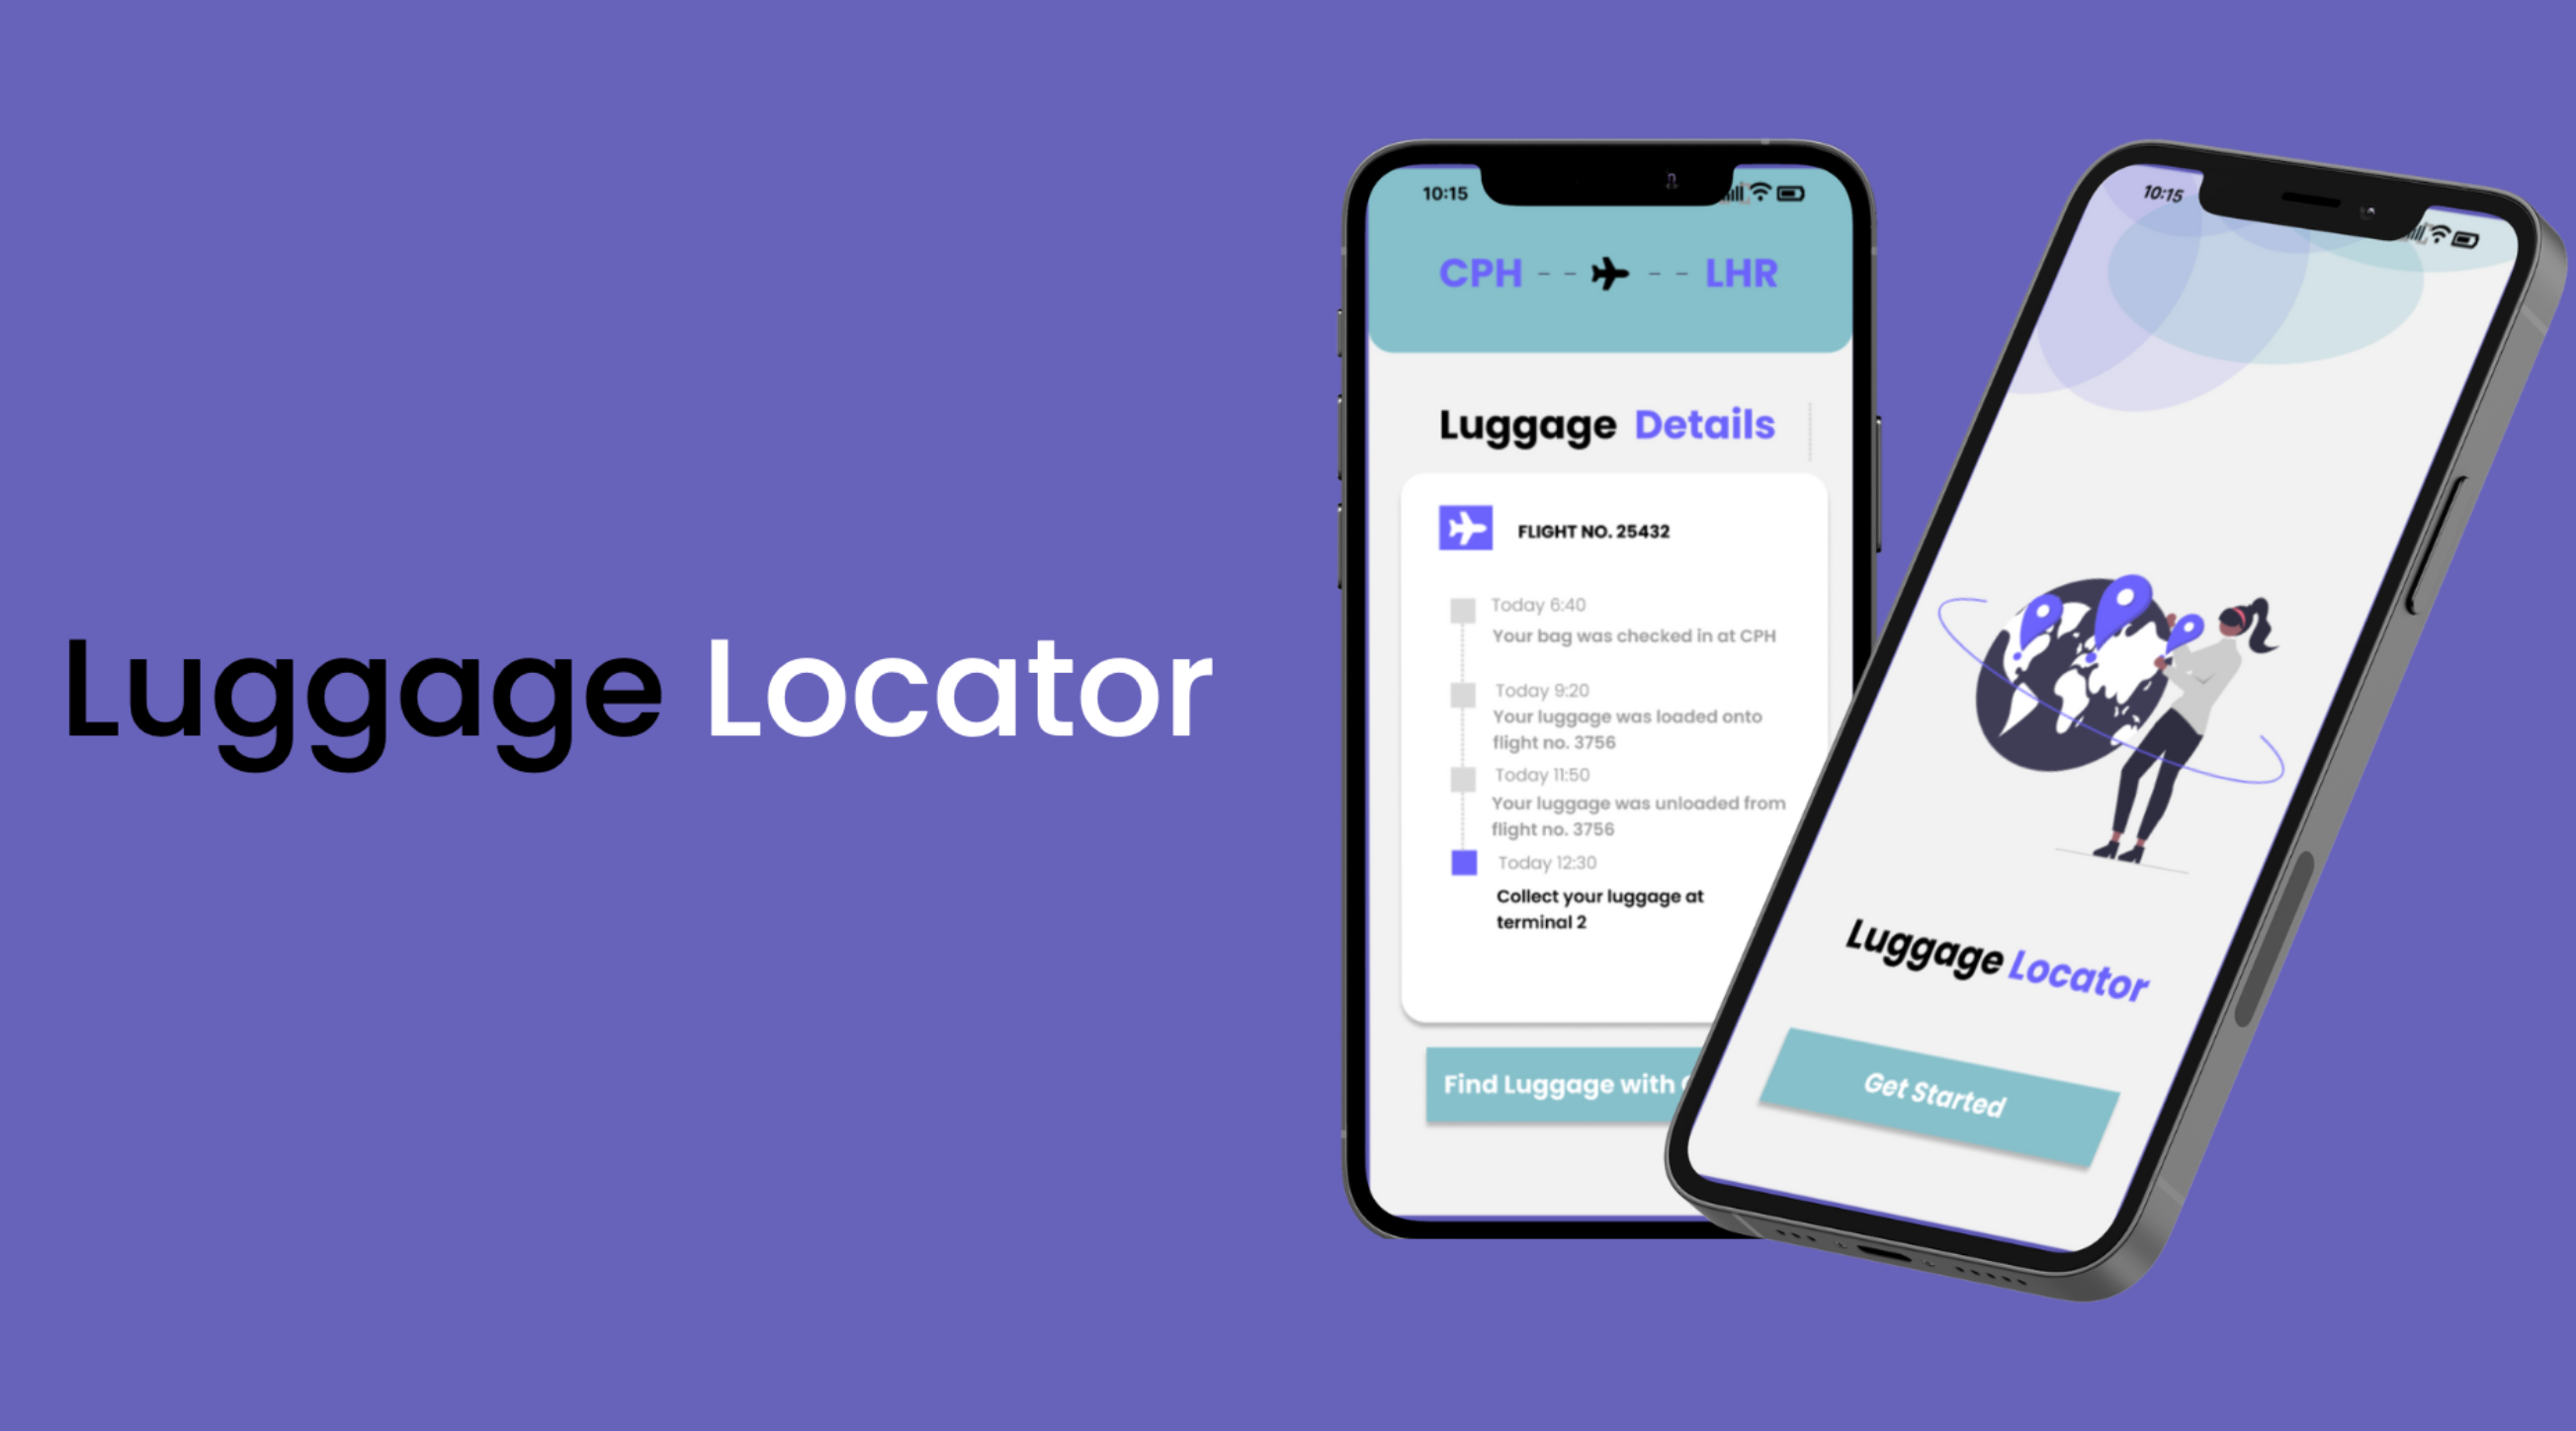 Luggage Locator
10:15
CPH -- -- LHR
Luggage Details
FLIGHT NO. 25432
Today 6:40
Your bag was checked in at CPH
Today 9:20
Your luggage was loaded onto
flight no. 3756
Today 11:50
Your luggage was unloaded from
flight no. 3756
Today 12:30
Collect your luggage at
terminal 2
Find Luggage with
10:15
Luggage Locator
Get Started